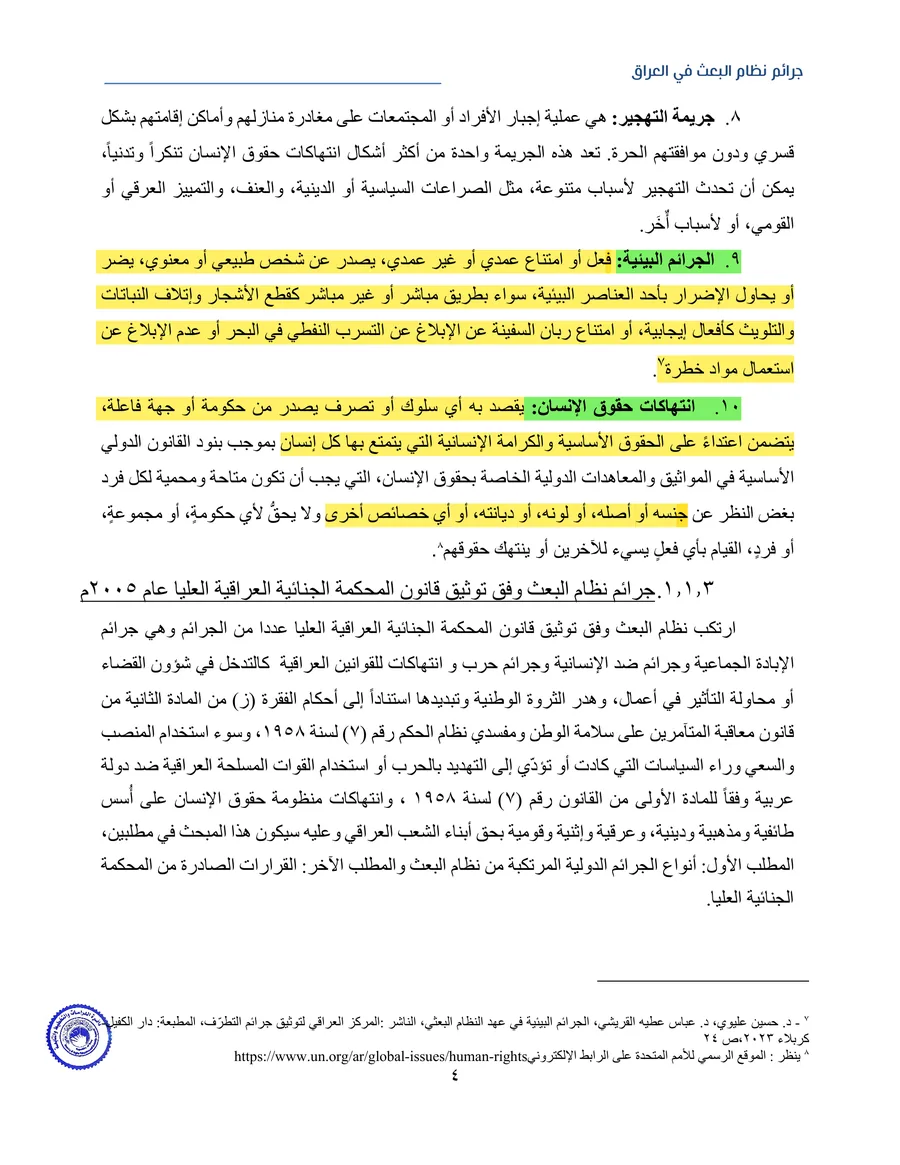 جرائم نظام البعث في العراق
٨. جريمة التهجير: هي عملية إجبار الأفراد أو المجتمعات على مغادرة منازلهم وأماكن إقامتهم بشكل
قسري ودون موافقتهم الحرة. تعد هذه الجريمة واحدة من أكثر أشكال انتهاكات حقوق الإنسان تنكراً وتدنياً،
يمكن أن تحدث التهجير لأسباب متنوعة، مثل الصراعات السياسية أو الدينية، والعنف، والتمييز العرقي أو
القومي، أو لأسباب أُخَر.
٩. الجرائم البيئية: فعل أو امتناع عمدي أو غير عمدي، يصدر عن شخص طبيعي أو معنوي، يضر
أو يحاول الإضرار بأحد العناصر البيئية، سواء بطريق مباشر أو غير مباشر كقطع الأشجار وإتلاف النباتات
والتلويث كأفعال إيجابية، أو امتناع ربان السفينة عن الإبلاغ عن التسرب النفطي في البحر أو عدم الإبلاغ عن
استعمال مواد خطرة٧.
١٠. انتهاكات حقوق الإنسان: يقصد به أي سلوك أو تصرف يصدر من حكومة أو جهة فاعلة،
يتضمن اعتداءً على الحقوق الأساسية والكرامة الإنسانية التي يتمتع بها كل إنسان بموجب بنود القانون الدولي
الأساسية في المواثيق والمعاهدات الدولية الخاصة بحقوق الإنسان، التي يجب أن تكون متاحة ومحمية لكل فرد
بغض النظر عن جنسه أو أصله، أو لونه، أو ديانته، أو أي خصائص أخرى ولا يحقُّ لأي حكومةٍ، أو مجموعةٍ،
أو فردٍ، القيام بأي فعلٍ يسيء للآخرين أو ينتهك حقوقهم٨.
١,١,٣.جرائم نظام البعث وفق توثيق قانون المحكمة الجنائية العراقية العليا عام ٢٠٠٥م
ارتكب نظام البعث وفق توثيق قانون المحكمة الجنائية العراقية العليا عددا من الجرائم وهي جرائم
الإبادة الجماعية وجرائم ضد الإنسانية وجرائم حرب و انتهاكات للقوانين العراقية كالتدخل في شؤون القضاء
أو محاولة التأثير في أعمال، وهدر الثروة الوطنية وتبديدها استناداً إلى أحكام الفقرة (ز) من المادة الثانية من
قانون معاقبة المتآمرين على سلامة الوطن ومفسدي نظام الحكم رقم (٧) لسنة ١٩٥٨، وسوء استخدام المنصب
والسعي وراء السياسات التي كادت أو تؤدّي إلى التهديد بالحرب أو استخدام القوات المسلحة العراقية ضد دولة
عربية وفقاً للمادة الأولى من القانون رقم (٧) لسنة ١٩٥٨ ، وانتهاكات منظومة حقوق الإنسان على أُسس
طائفية ومذهبية ودينية، وعرقية وإثنية وقومية بحق أبناء الشعب العراقي وعليه سيكون هذا المبحث في مطلبين،
المطلب الأول: أنواع الجرائم الدولية المرتكبة من نظام البعث والمطلب الآخر: القرارات الصادرة من المحكمة
الجنائية العليا.
٧ - د. حسين عليوي، د. عباس عطيه القريشي، الجرائم البيئية في عهد النظام البعثي، الناشر :المركز العراقي لتوثيق جرائم التطرّف، المطبعة: دار الكفيل-
كربلاء ٢٠٢٣،ص ٢٤
٨ ينظر : الموقع الرسمي للأمم المتحدة على الرابط الإلكترونيhttps://www.un.org/ar/global-issues/human-rights
٤